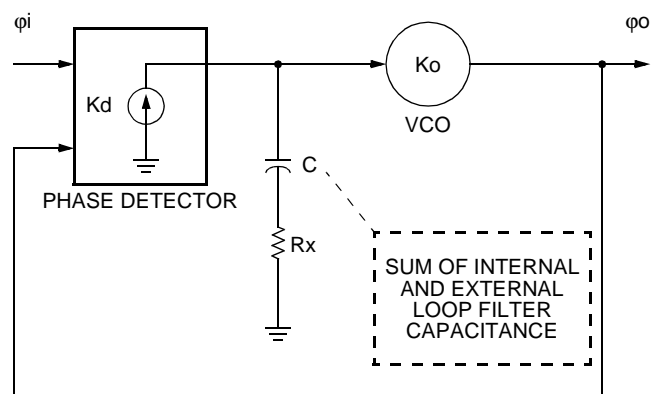 φi
φo
Kd
Ko
VCO
PHASE DETECTOR
C
Rx
SUM OF INTERNAL
AND EXTERNAL
LOOP FILTER
CAPACITANCE